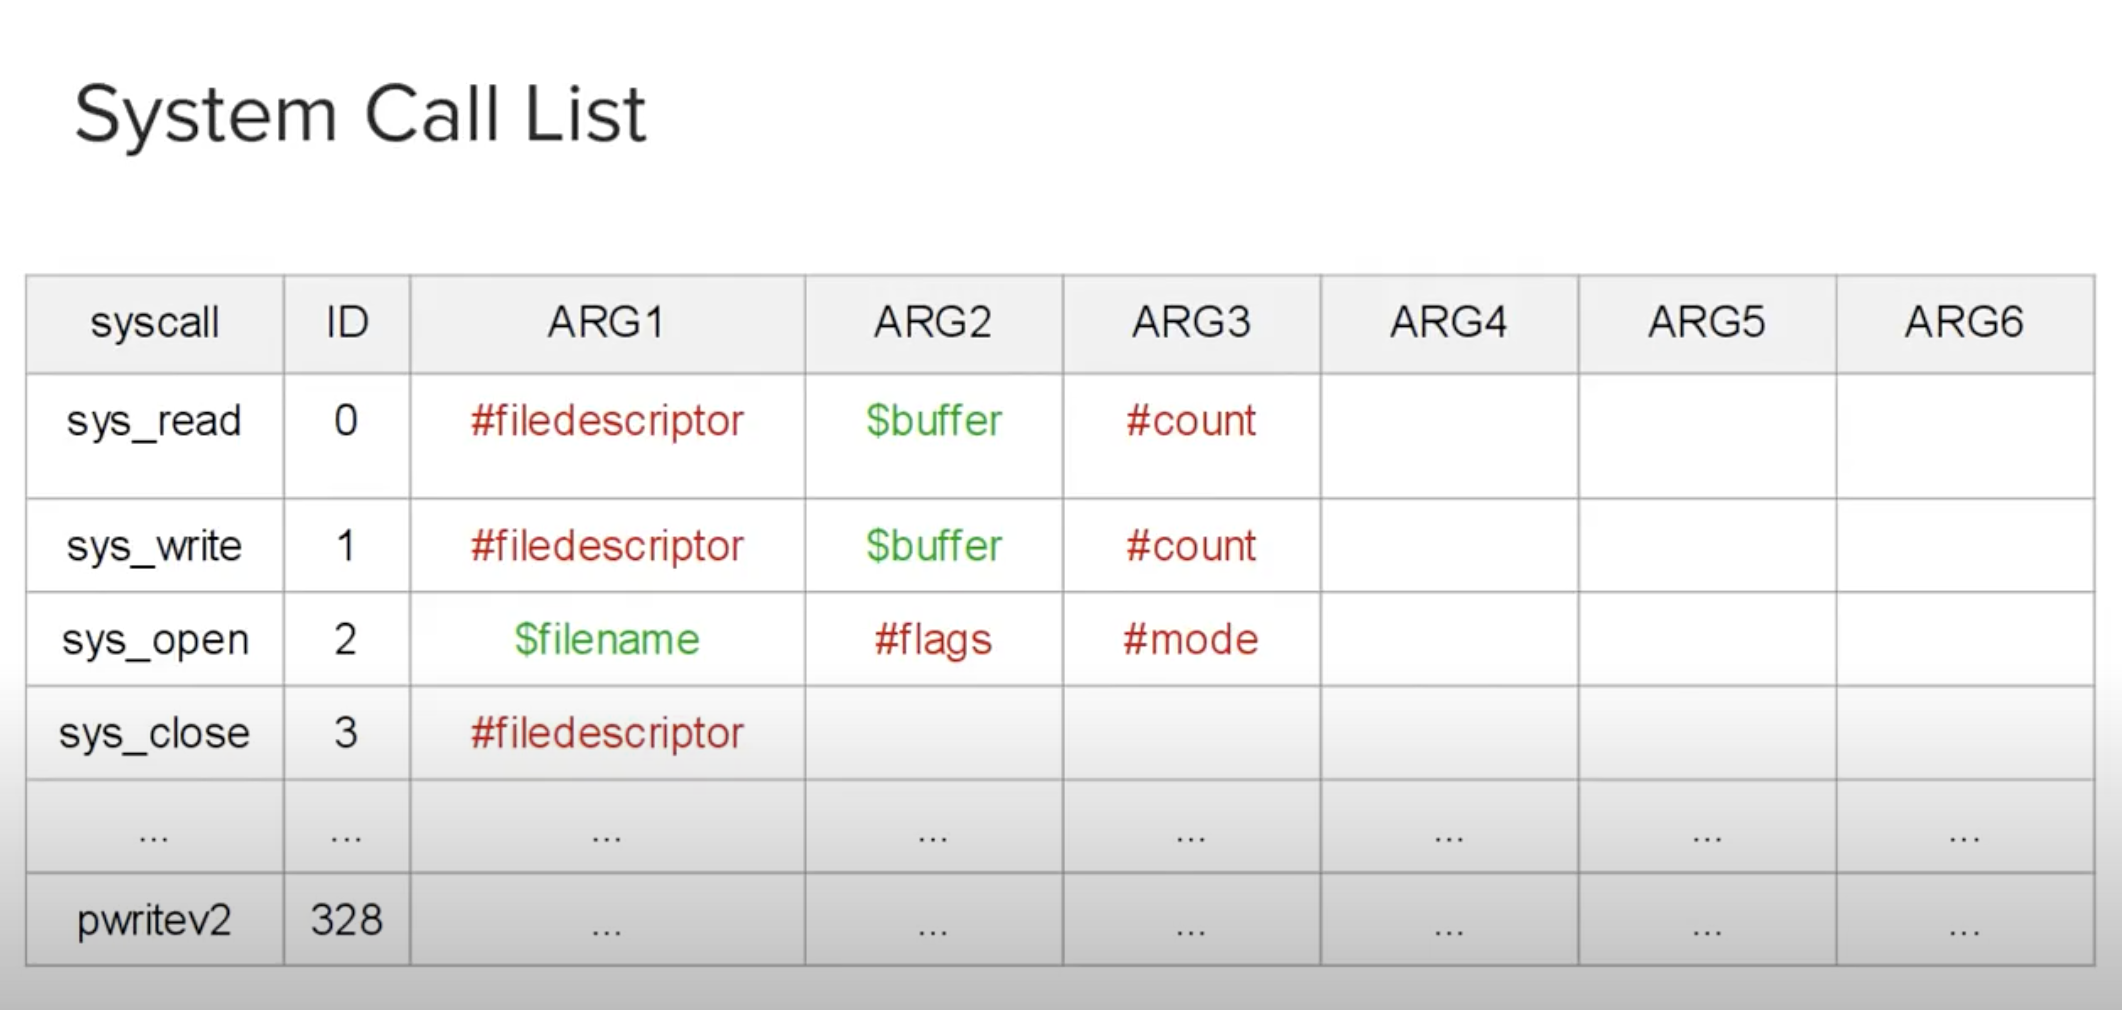 System Call List
syscall ID ARG1 ARG2 ARG3 ARG4 ARG5 ARG6
sys_read 0 #filedescriptor $buffer #count
sys_write 1 #filedescriptor $buffer #count
sys_open 2 $filename #flags #mode
sys_close 3 #filedescriptor
... ... ... ... ... ... ... ...
pwritev2 328 ... ... ... ... ... ...